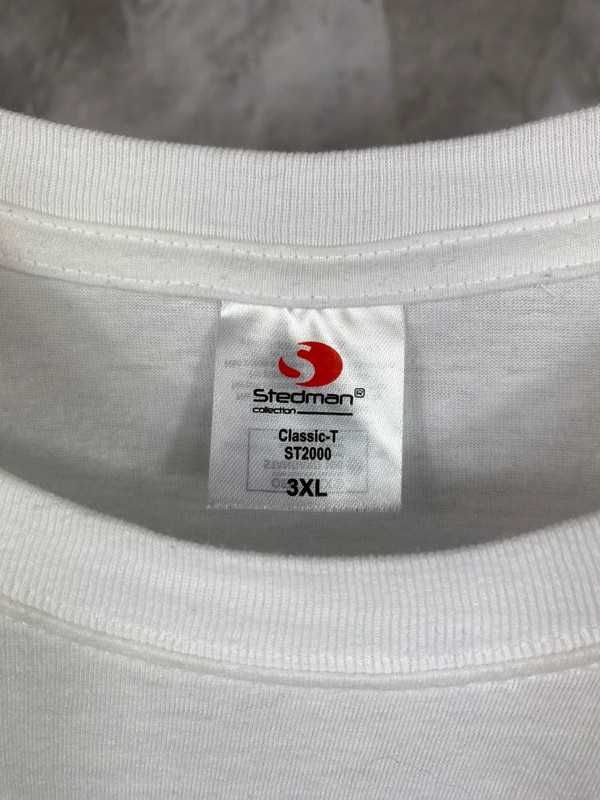 S
Stedman®
collection
Classic-T
ST2000
3XL